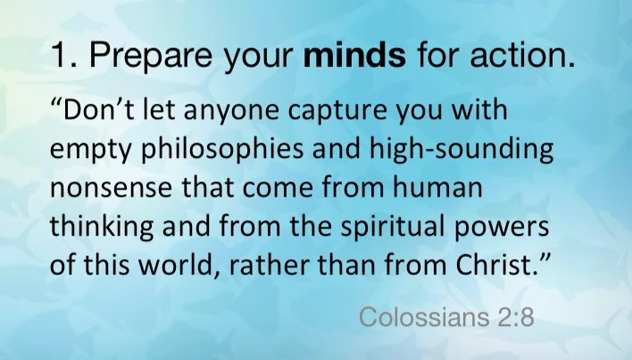 1. Prepare your minds for action.
“Don’t let anyone capture you with
empty philosophies and high-sounding
nonsense that come from human
thinking and from the spiritual powers
of this world, rather than from Christ.”
Colossians 2:8